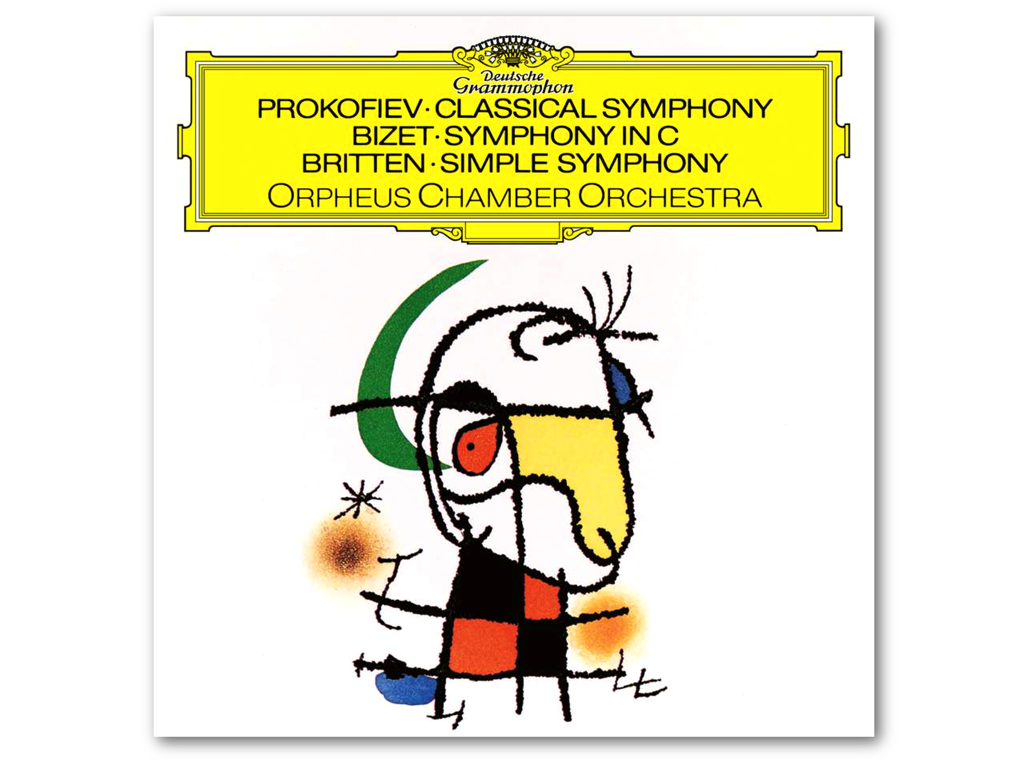 Deutsche
Grammophon
PROKOFIEV · CLASSICAL SYMPHONY
BIZET · SYMPHONY IN C
BRITTEN · SIMPLE SYMPHONY
ORPHEUS CHAMBER ORCHESTRA